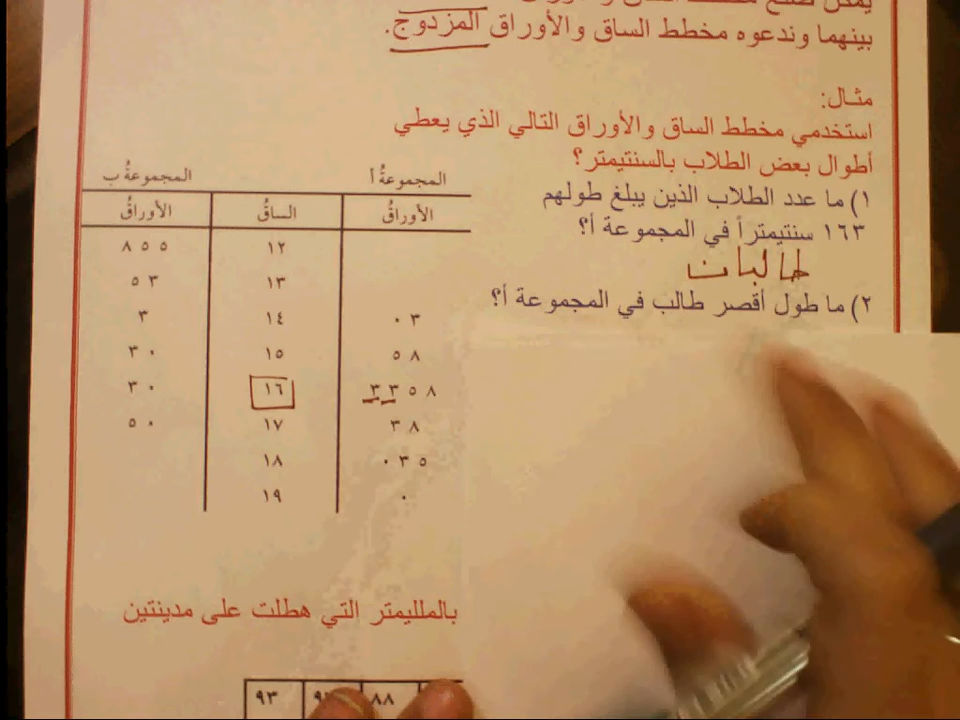 بينهما وندعوه مخطط الساق والأوراق المزدوج.
مثال:
استخدمي مخطط الساق والأوراق التالي الذي يعطي
أطوال بعض الطلاب بالسنتيمتر؟
١) ما عدد الطلاب الذين يبلغ طولهم
١٦٣ سنتيمتراً في المجموعة أ؟
طالبان
٢) ما طول أقصر طالب في المجموعة أ؟
المجموعةُ أ المجموعةُ ب
الأوراقُ الساقُ الأوراقُ
١٢ ٨ ٥ ٥
١٣ ٥ ٣
٠ ٣ ١٤ ٣
٥ ٨ ١٥ ٣ ٠
٣ ٣ ٥ ٨ ١٦ ٣ ٠
٣ ٨ ١٧ ٥ ٠
٠ ٣ ٥ ١٨
٠ ١٩
بالملليمتر التي هطلت على مدينتين
٩٣ ٨٨